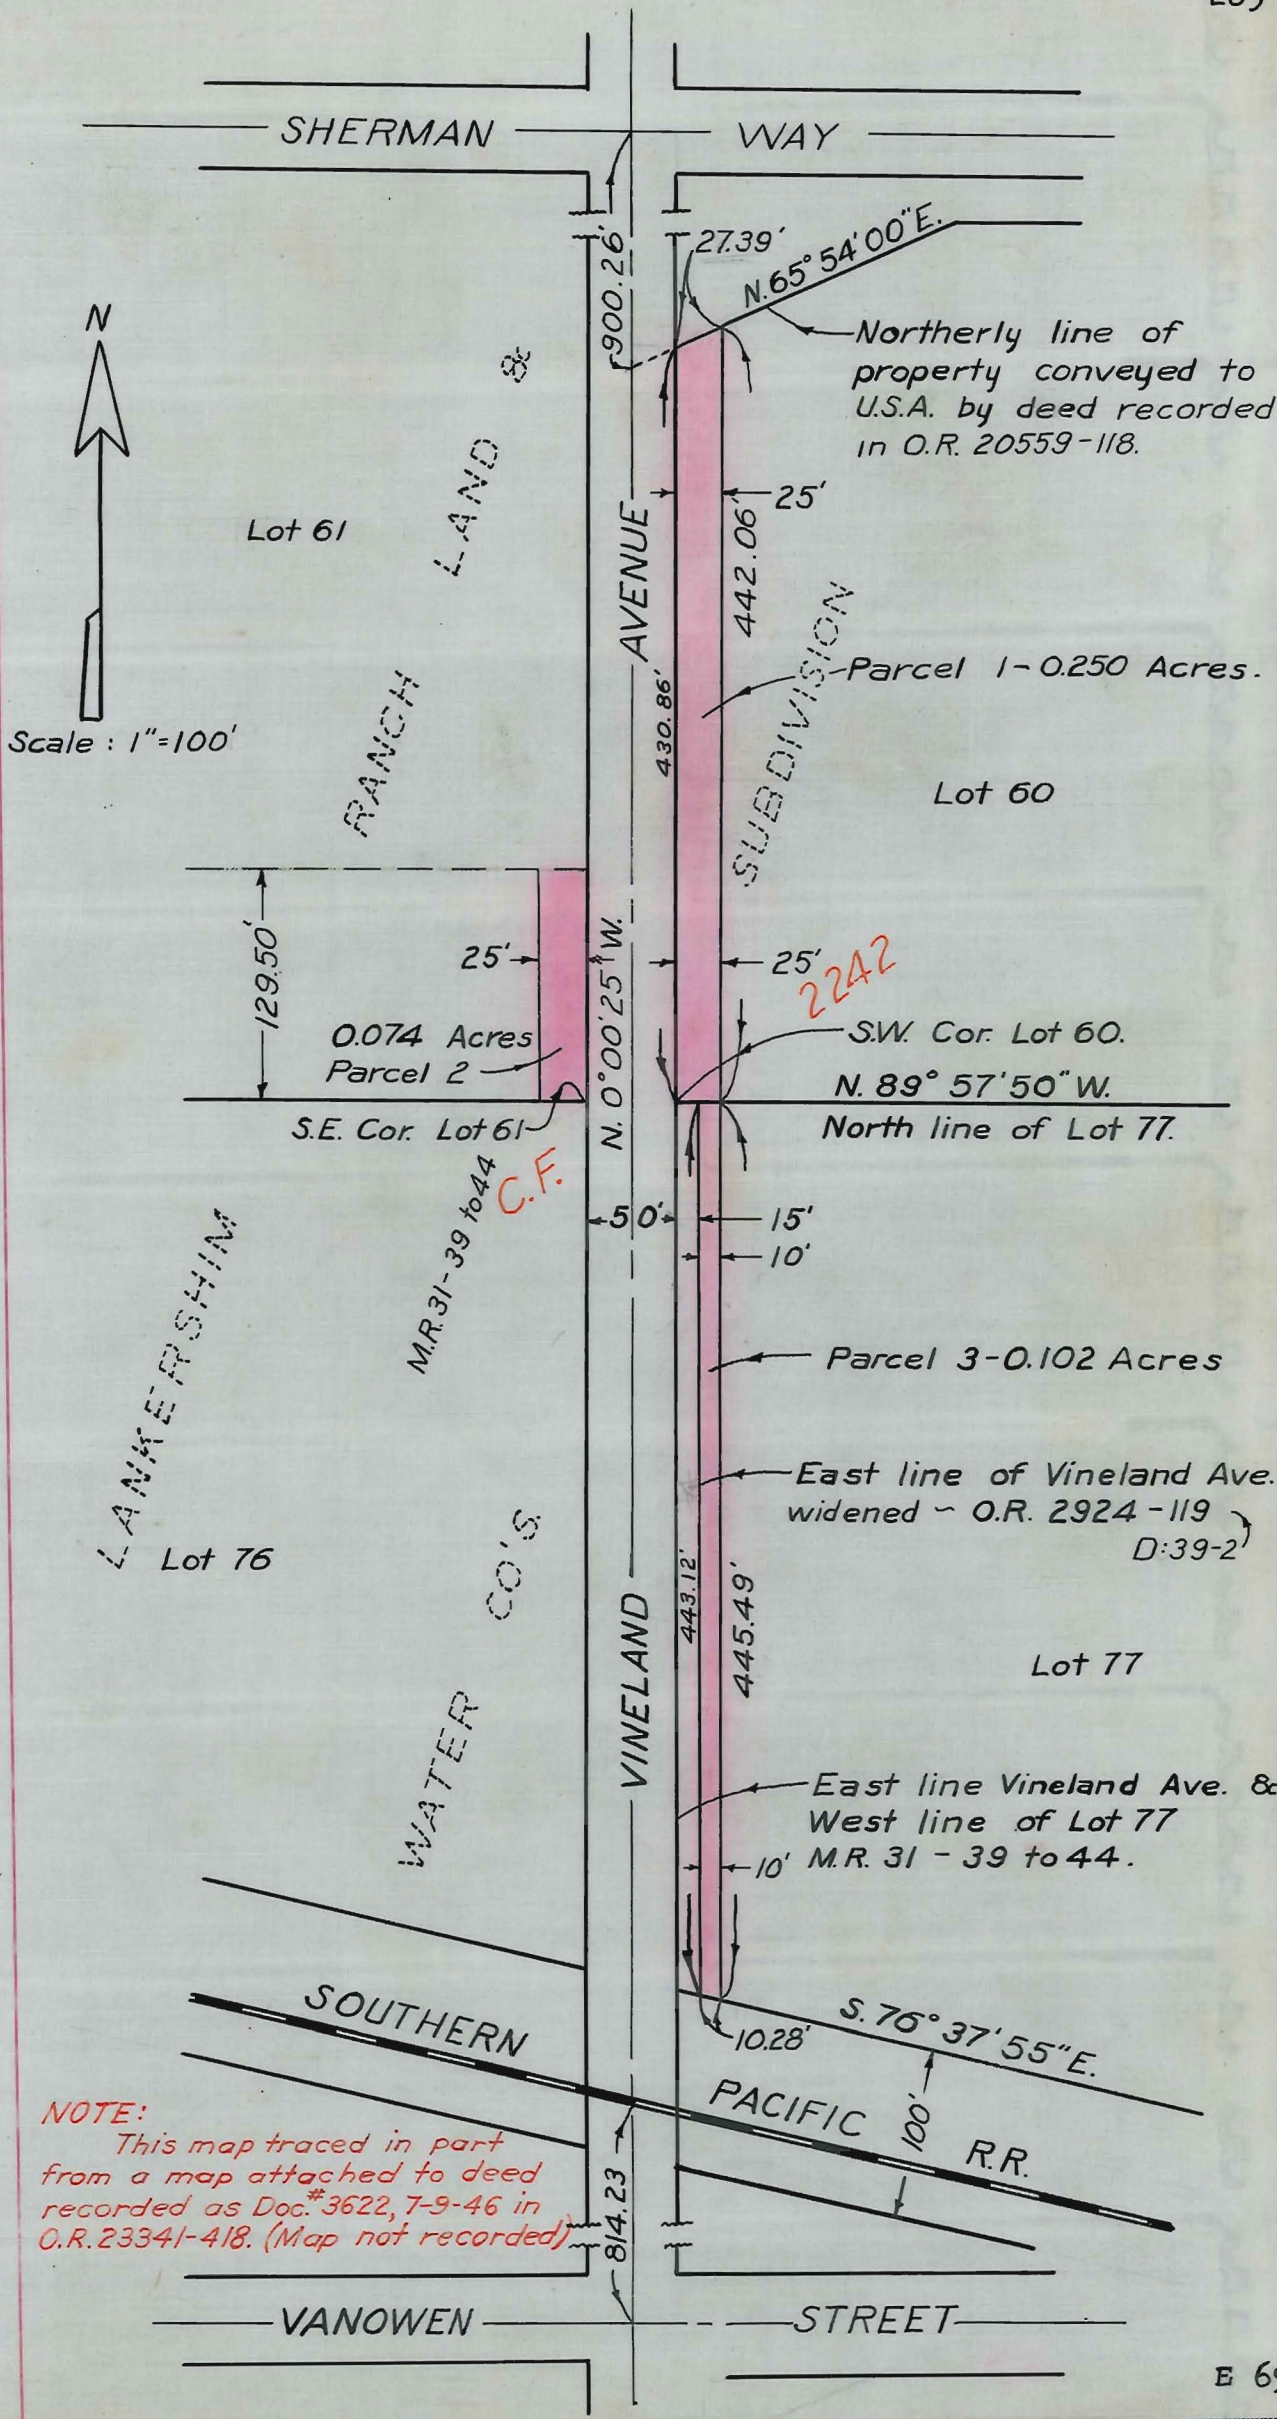 SHERMAN WAY
27.39'
N. 65° 54' 00" E.
900.26'
N
Northerly line of
property conveyed to
U.S.A. by deed recorded
in O.R. 20559-118.
LANKERSHIM RANCH LAND &
WATER CO'S. SUBDIVISION
25'
Lot 61
AVENUE
442.06'
Parcel 1-0.250 Acres.
430.86'
Scale : 1"=100'
Lot 60
129.50'
25'
N. 0°00'25" W.
25'
2242
0.074 Acres
Parcel 2
S.W. Cor. Lot 60.
N. 89° 57' 50" W.
S.E. Cor. Lot 61
North line of Lot 77.
M.R. 31-39 to 44
C.F.
50'
15'
10'
Parcel 3-0.102 Acres
East line of Vineland Ave.
widened - O.R. 2924-119
D:39-2
Lot 76
443.12'
445.49'
VINELAND
Lot 77
East line Vineland Ave. &
West line of Lot 77
10' M.R. 31 - 39 to 44.
SOUTHERN PACIFIC R.R.
S. 76° 37' 55" E.
10.28'
100'
NOTE:
This map traced in part
from a map attached to deed
recorded as Doc.#3622, 7-9-46 in
O.R. 23341-418. (Map not recorded)
814.23
VANOWEN STREET